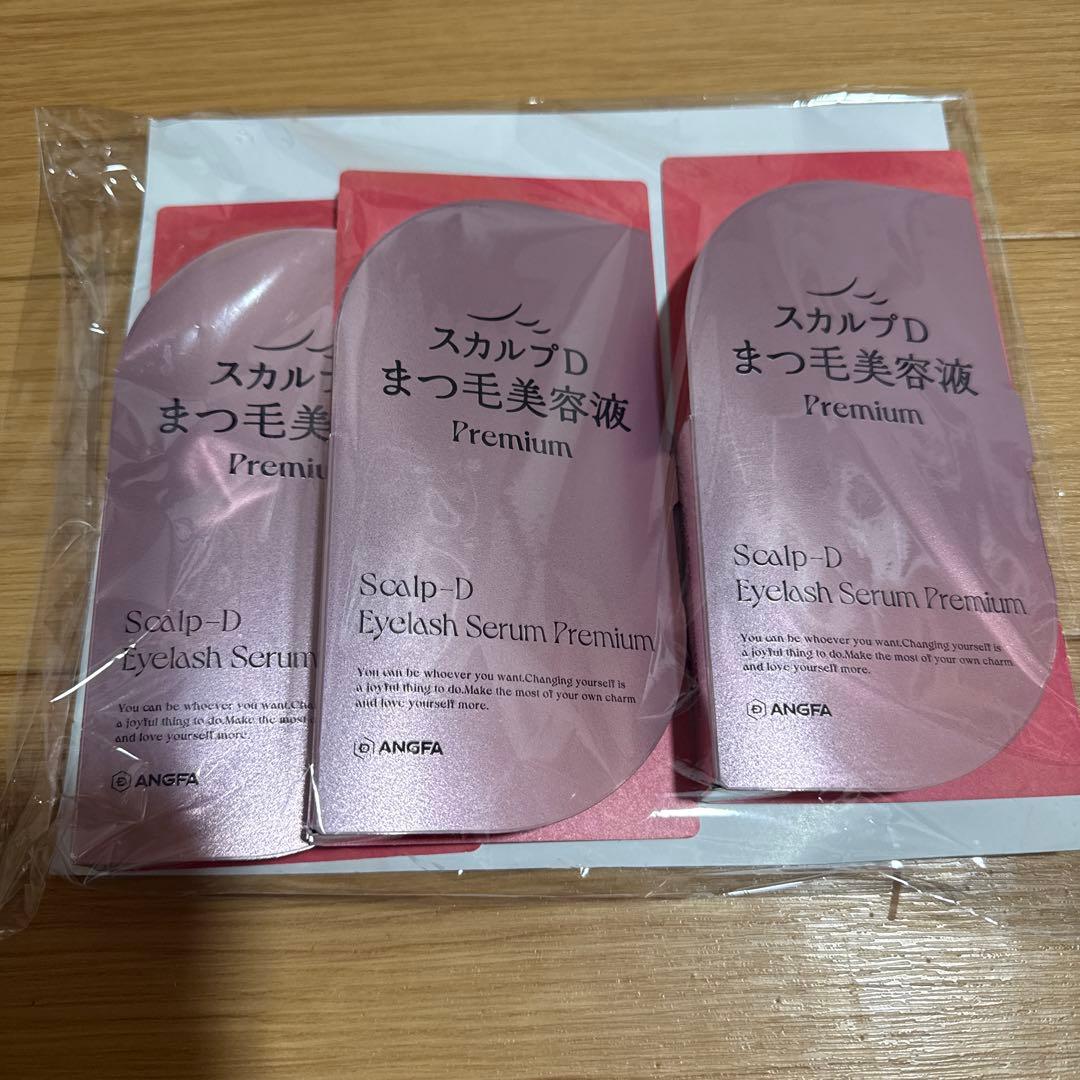 スカル
まつ毛美
Premiu
Scalp-D
Eyelash Serum
You can be whoever you want.Cha
a joyful thing to do.Make the most
and love yourself more.
ANGFA
スカルプD
まつ毛美容液
Premium
Scalp-D
Eyelash Serum Premium
You can be whoever you want.Changing yourself is
a joyful thing to do.Make the most of your own charm
and love yourself more.
ANGFA
スカルプD
まつ毛美容液
Premium
Scalp-D
Eyelash Serum Premium
You can be whoever you want.Changing yourself is
a joyful thing to do.Make the most of your own charm
and love yourself more.
ANGFA